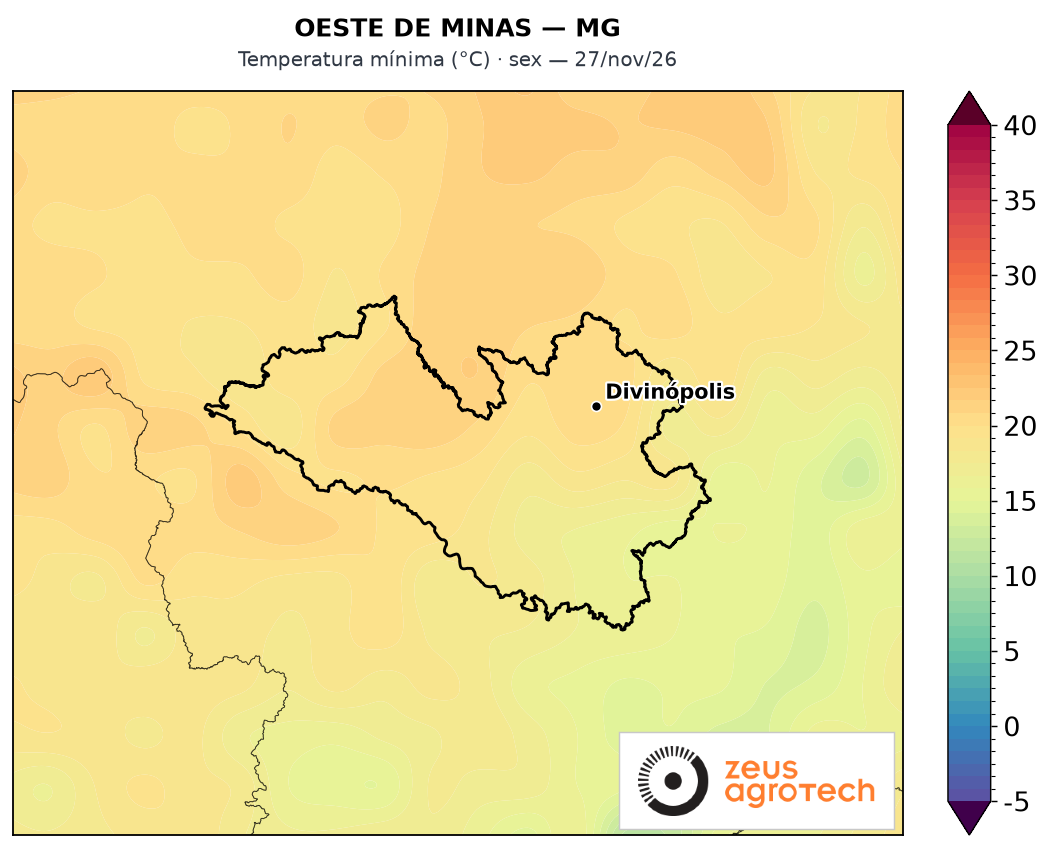 OESTE DE MINAS — MG
Temperatura mínima (°C) · sex — 27/nov/26
40
35
30
25
20
15
10
5
0
-5
Divinópolis
zeus
agrotech